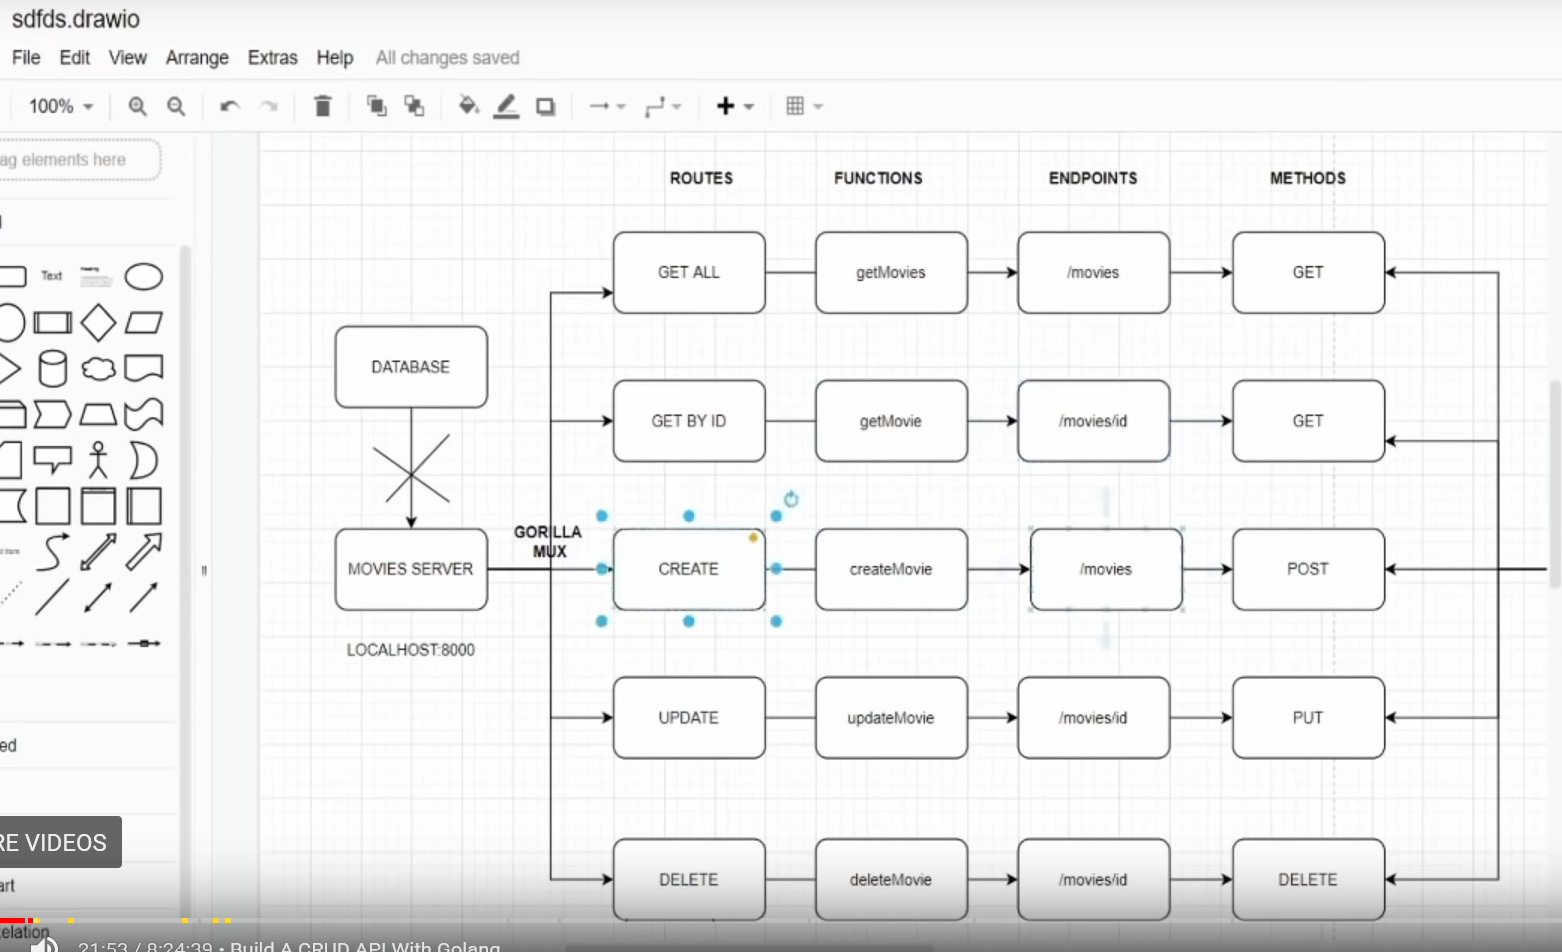 sdfds.drawio
File Edit View Arrange Extras Help All changes saved
100%
ag elements here
Text
ROUTES FUNCTIONS ENDPOINTS METHODS
GET ALL getMovies /movies GET
DATABASE
GET BY ID getMovie /movies/id GET
GORILLA
MUX
MOVIES SERVER CREATE createMovie /movies POST
LOCALHOST:8000
UPDATE updateMovie /movies/id PUT
ed
RE VIDEOS
DELETE deleteMovie /movies/id DELETE
art
elation
21:53 / 8:24:39 • Build A CRUD API With Golang